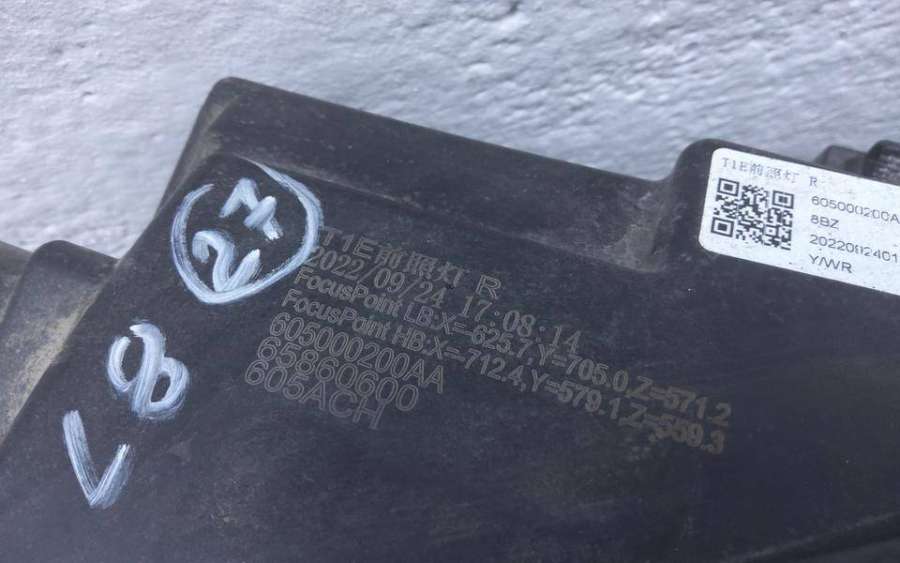 T1E前照灯 R
2022/09/24 17:08:14
FocusPoint LB:X=-625.7,Y=705.0,Z=571.2
FocusPoint HB:X=-712.4,Y=579.1,Z=559.3
605000200AA
65860600
605ACH
T1E前照灯 R
605000200A
8BZ
2022092401
Y/WR